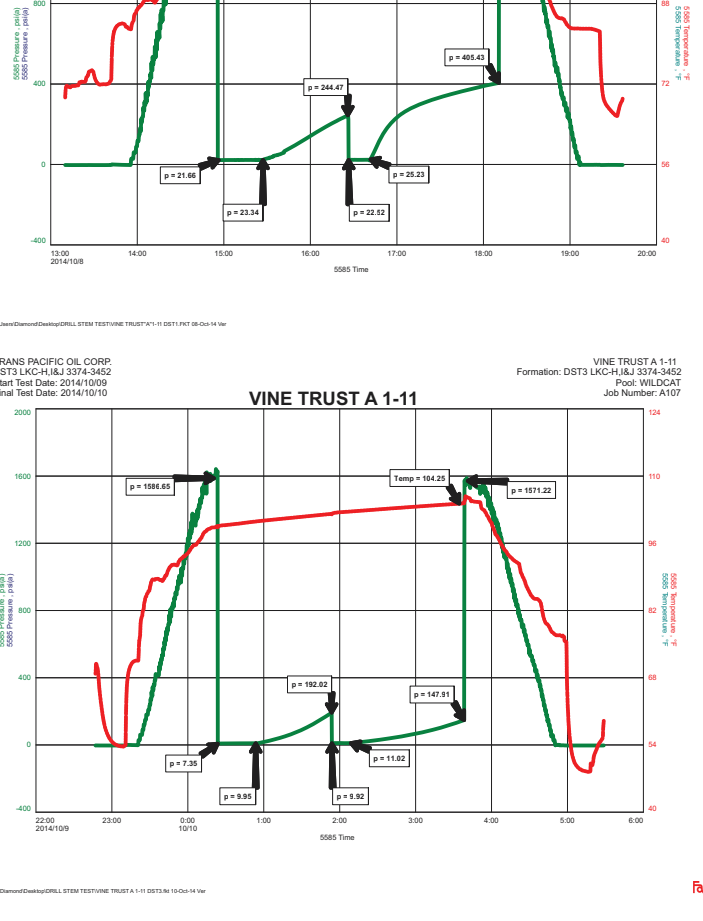 800
88
5585 Pressure , psi(a)
5585 Pressure , psi(a)
5585 Temperature , °F
5585 Temperature , °F
p = 405.43
p = 244.47
400
72
p = 21.66
p = 25.23
0
56
p = 23.34
p = 22.52
-400
40
13:00
14:00
15:00
16:00
17:00
18:00
19:00
20:00
2014/10/8
5585 Time
Jsers\Diamond\Desktop\DRILL STEM TEST\VINE TRUST"A"1-11 DST1.FKT 08-Oct-14 Ver
RANS PACIFIC OIL CORP.
ST3 LKC-H,I&J 3374-3452
tart Test Date: 2014/10/09
inal Test Date: 2014/10/10
VINE TRUST A 1-11
Formation: DST3 LKC-H,I&J 3374-3452
Pool: WILDCAT
Job Number: A107
VINE TRUST A 1-11
2000
124
1600
110
p = 1586.65
Temp = 104.25
p = 1571.22
1200
96
5585 Pressure , psi(a)
5585 Pressure , psi(a)
5585 Temperature , °F
5585 Temperature , °F
800
82
400
68
p = 192.02
p = 147.91
0
54
p = 7.35
p = 11.02
p = 9.95
p = 9.92
-400
40
22:00
23:00
0:00
1:00
2:00
3:00
4:00
5:00
6:00
2014/10/9
10/10
5585 Time
Diamond\Desktop\DRILL STEM TEST\VINE TRUST A 1-11 DST3.fkt 10-Oct-14 Ver
Fa